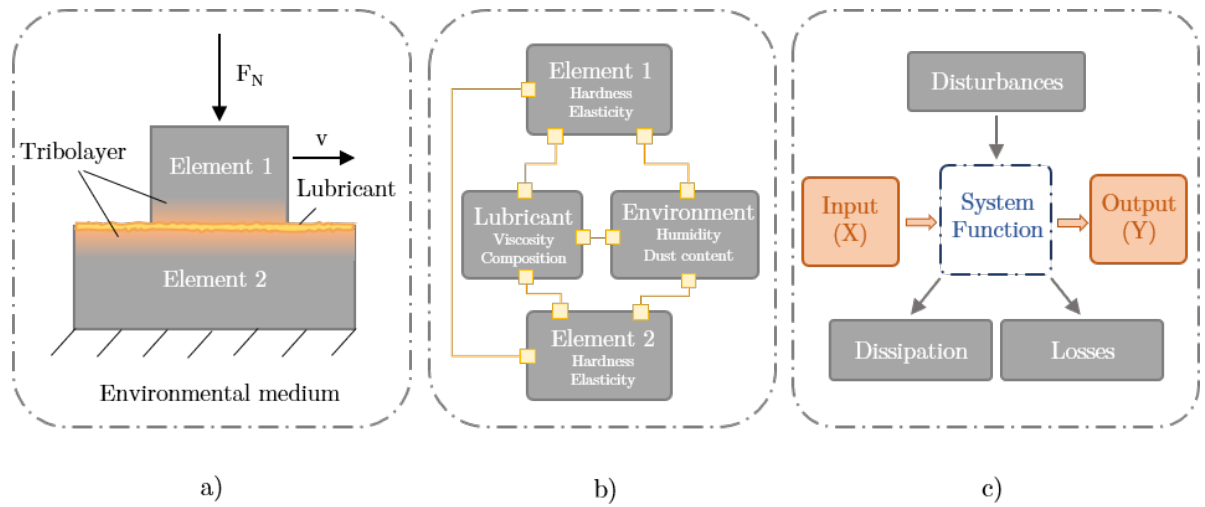 F_N
v
Tribolayer
Element 1
Lubricant
Element 2
Environmental medium
a)
Element 1
Hardness
Elasticity
Lubricant
Viscosity
Composition
Environment
Humidity
Dust content
Element 2
Hardness
Elasticity
b)
Disturbances
Input
(X)
System
Function
Output
(Y)
Dissipation
Losses
c)